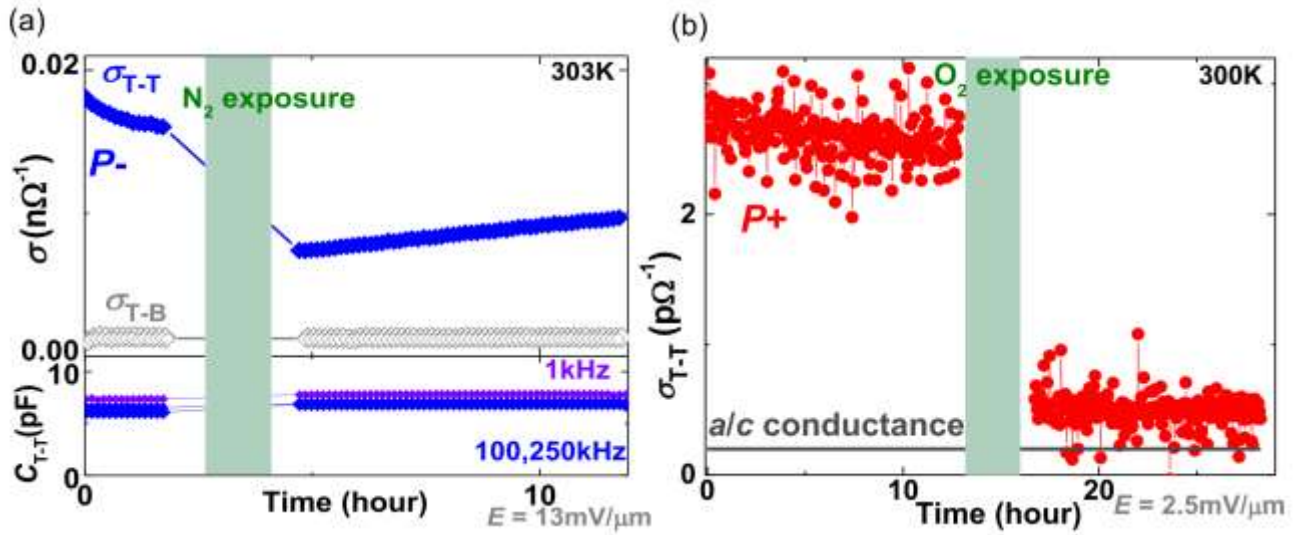 (a)
0.02
σT-T
303K
N2 exposure
P-
σ(nΩ-1)
σT-B
0.00
10
1kHz
CT-T(pF)
100,250kHz
0
0
Time (hour)
10
E = 13mV/μm
(b)
O2 exposure
300K
P+
2
σT-T (pΩ-1)
a/c conductance
0
0
10
20
Time (hour)
E = 2.5mV/μm